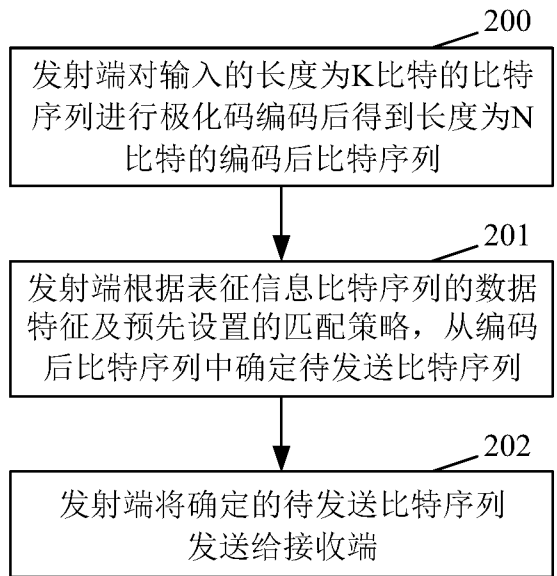 200
发射端对输入的长度为K比特的比特
序列进行极化码编码后得到长度为N
比特的编码后比特序列
201
发射端根据表征信息比特序列的数据
特征及预先设置的匹配策略，从编码
后比特序列中确定待发送比特序列
202
发射端将确定的待发送比特序列
发送给接收端